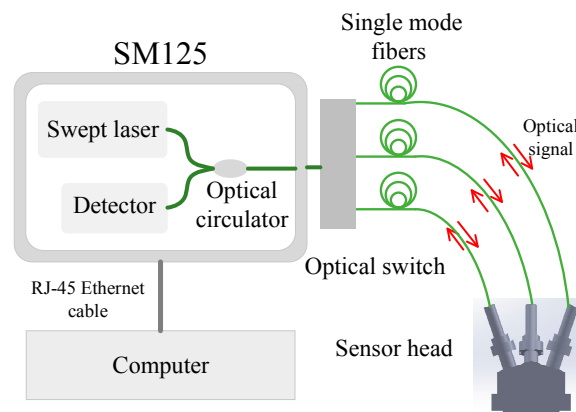 SM125
Single mode
fibers
Swept laser
Detector
Optical
circulator
Optical
signal
Optical switch
RJ-45 Ethernet
cable
Computer
Sensor head